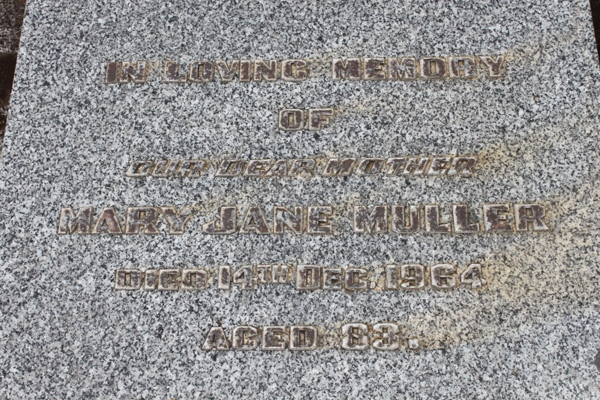 IN LOVING MEMORY
OF
OUR DEAR MOTHER
MARY JANE MULLER
DIED 14TH DEC. 1964
AGED 83.